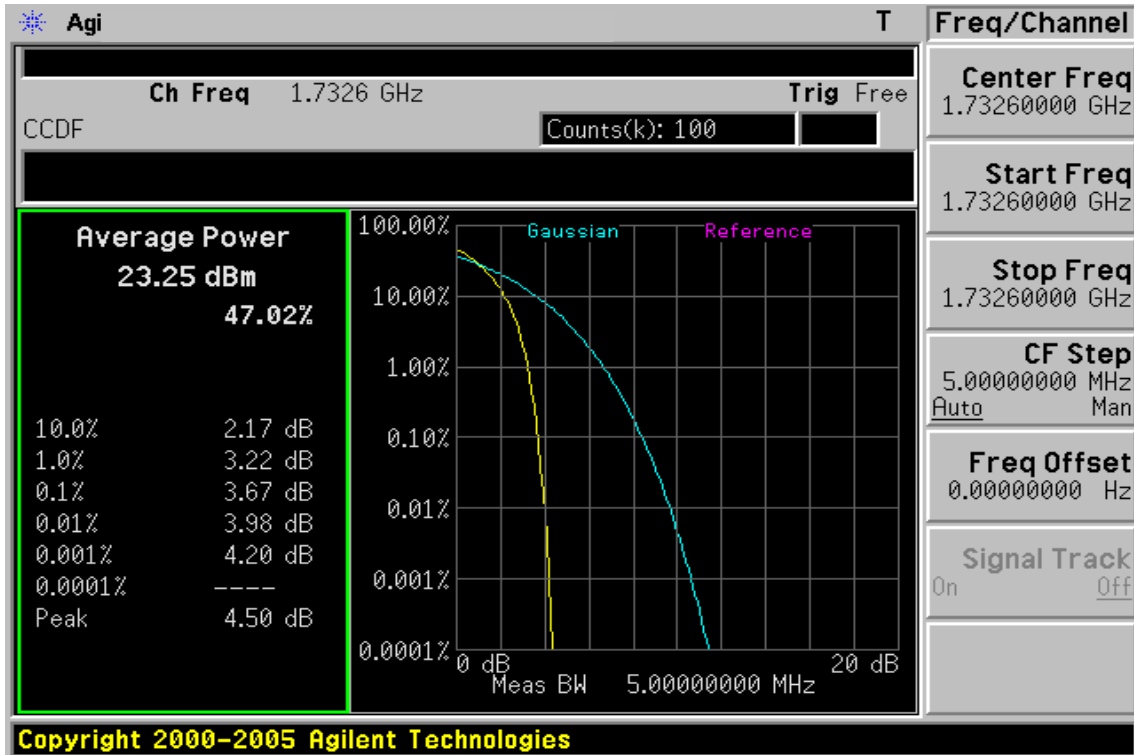 Agi T
Freq/Channel
Ch Freq 1.7326 GHz Trig Free
CCDF Counts(k): 100
Average Power
23.25 dBm
47.02%
10.0% 2.17 dB
1.0% 3.22 dB
0.1% 3.67 dB
0.01% 3.98 dB
0.001% 4.20 dB
0.0001% ----
Peak 4.50 dB
Gaussian Reference
100.00%
10.00%
1.00%
0.10%
0.01%
0.001%
0.0001%
0 dB 20 dB
Meas BW 5.00000000 MHz
Center Freq
1.73260000 GHz
Start Freq
1.73260000 GHz
Stop Freq
1.73260000 GHz
CF Step
5.00000000 MHz
Auto Man
Freq Offset
0.00000000 Hz
Signal Track
On Off
Copyright 2000-2005 Agilent Technologies